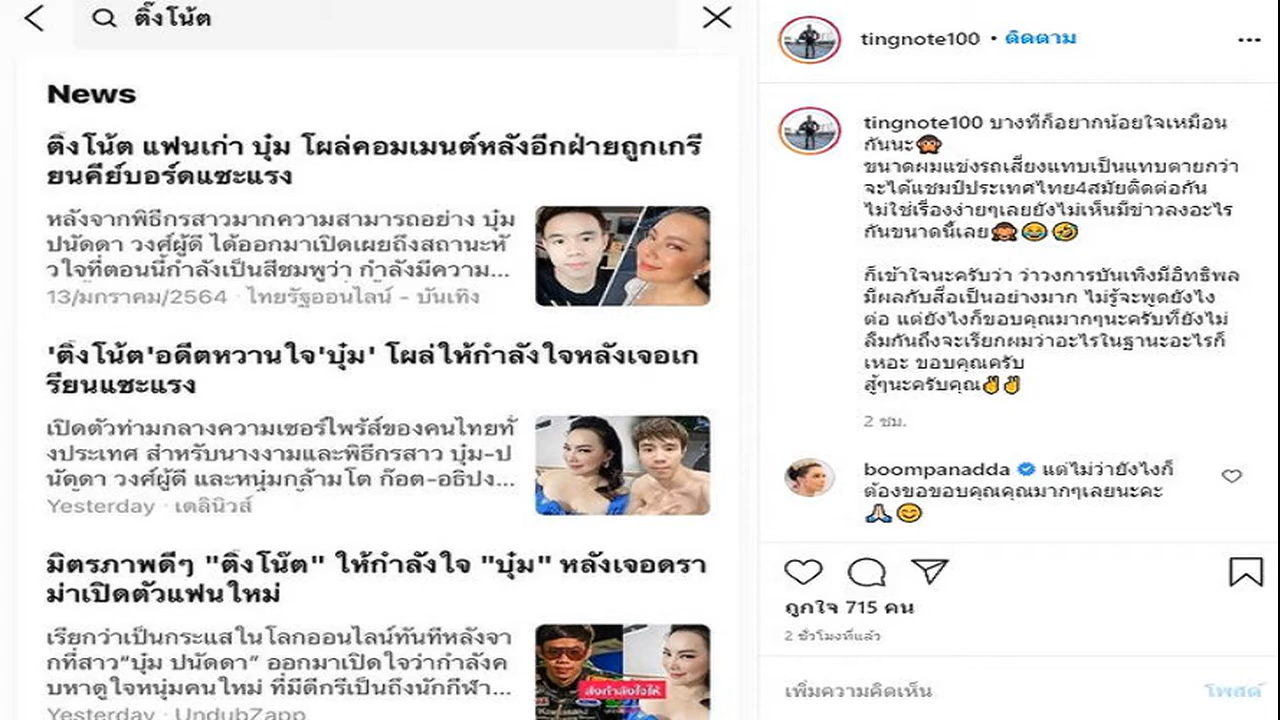 ติ๊งโน้ต
News
ติ๊งโน้ต แฟนเก่า บุ๋ม โผล่คอมเมนต์หลังอีกฝ่ายถูกเกรี
ยนคีย์บอร์ดแซะแรง
หลังจากพิธีกรสาวมากความสามารถอย่าง บุ๋ม
ปนัดดา วงศ์ผู้ดี ได้ออกมาเปิดเผยถึงสถานะหั
วใจที่ตอนนี้กำลังเป็นสีชมพูว่า กำลังมีความ...
13/มกราคม/2564 · ไทยรัฐออนไลน์ - บันเทิง
'ติ๊งโน้ต'อดีตหวานใจ'บุ๋ม' โผล่ให้กำลังใจหลังเจอเก
รียนแซะแรง
เปิดตัวท่ามกลางความเซอร์ไพร้ส์ของคนไทยทั้
งประเทศ สำหรับนางงามและพิธีกรสาว บุ๋ม-ป
นัดดา วงศ์ผู้ดี และหนุ่มกล้ามโต ก๊อต-อธิปง...
Yesterday · เดลินิวส์
มิตรภาพดีๆ "ติ๊งโน๊ต" ให้กำลังใจ "บุ๋ม" หลังเจอดรา
ม่าเปิดตัวแฟนใหม่
เรียกว่าเป็นกระแสในโลกออนไลน์ทันทีหลังจา
กที่สาว"บุ๋ม ปนัดดา" ออกมาเปิดใจว่ากำลังค
บหาดูใจหนุ่มคนใหม่ ที่มีดีกรีเป็นถึงนักกีฬา...
ส่งกำลังใจให้
Yesterday · UndubZapp
tingnote100 • ติดตาม
tingnote100 บางทีก็อยากน้อยใจเหมือน
กันนะ🙊
ขนาดผมแข่งรถเสี่ยงแทบเป็นแทบตายกว่า
จะได้แชมป์ประเทศไทย4สมัยติดต่อกัน
ไม่ใช่เรื่องง่ายๆเลยยังไม่เห็นมีข่าวลงอะไร
กันขนาดนี้เลย🙊😂🤣
ก็เข้าใจนะครับว่า ว่าวงการบันเทิงมีอิทธิพล
มีผลกับสื่อเป็นอย่างมาก ไม่รู้จะพูดยังไง
ต่อ แต่ยังไงก็ขอบคุณมากๆนะครับที่ยังไม่
ลืมกันถึงจะเรียกผมว่าอะไรในฐานะอะไรก็
เหอะ ขอบคุณครับ
สู้ๆนะครับคุณ✌️✌️
2 ชม.
boompanadda แต่ไม่ว่ายังไงก็
ต้องขอขอบคุณคุณมากๆเลยนะคะ
🙏🏻😊
ถูกใจ 715 คน
2 ชั่วโมงที่แล้ว
เพิ่มความคิดเห็น
โพสต์